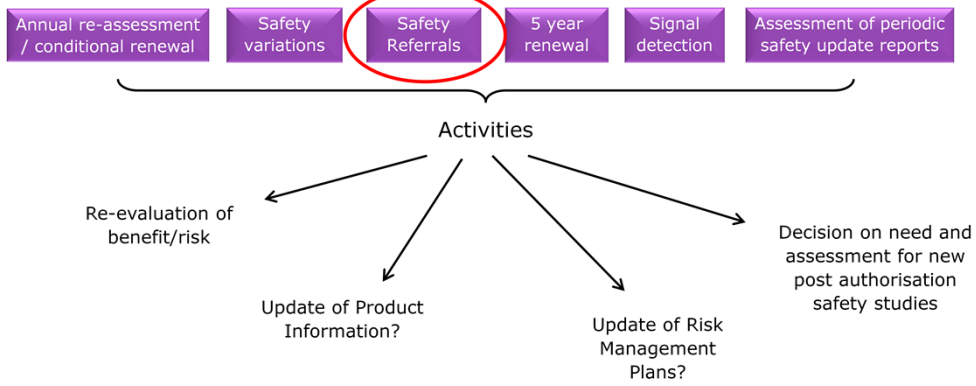 Annual re-assessment
/ conditional renewal
Safety
variations
Safety
Referrals
5 year
renewal
Signal
detection
Assessment of periodic
safety update reports
Activities
Re-evaluation of
benefit/risk
Update of Product
Information?
Update of Risk
Management
Plans?
Decision on need and
assessment for new
post authorisation
safety studies